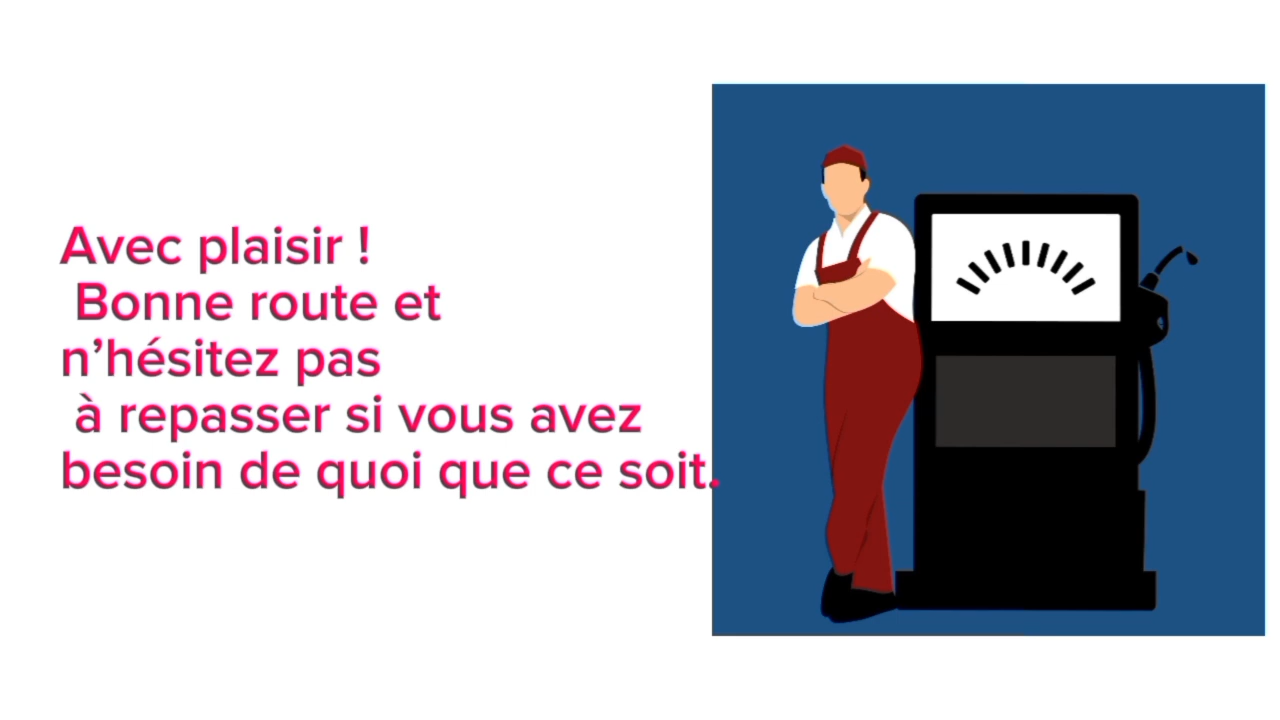 Avec plaisir !
Bonne route et
n’hésitez pas
à repasser si vous avez
besoin de quoi que ce soit.